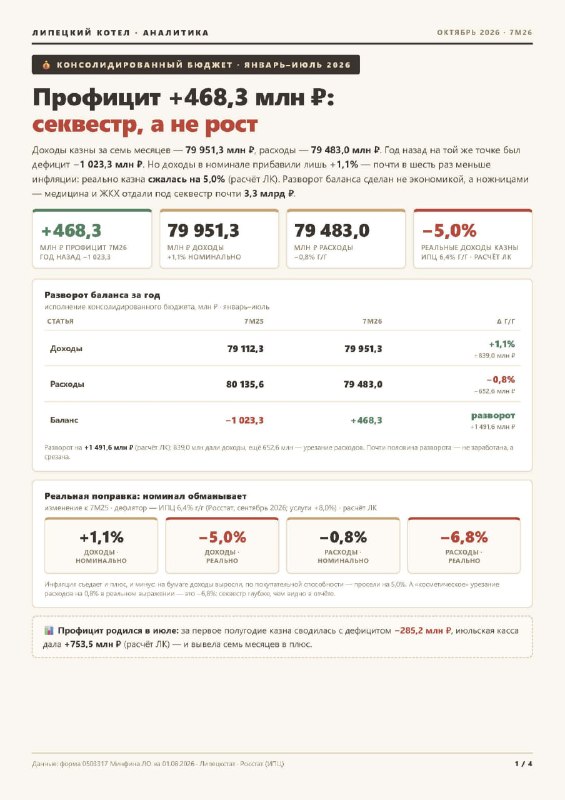 ЛИПЕЦКИЙ КОТЕЛ · АНАЛИТИКА
ОКТЯБРЬ 2026 · 7М26
КОНСОЛИДИРОВАННЫЙ БЮДЖЕТ · ЯНВАРЬ–ИЮЛЬ 2026
Профицит +468,3 млн ₽:
секвестр, а не рост
Доходы казны за семь месяцев — 79 951,3 млн ₽, расходы — 79 483,0 млн ₽. Год назад на той же точке был
дефицит −1 023,3 млн ₽. Но доходы в номинале прибавили лишь +1,1% — почти в шесть раз меньше
инфляции: реально казна сжалась на 5,0% (расчёт ЛК). Разворот баланса сделан не экономикой, а ножницами
— медицина и ЖКХ отдали под секвестр почти 3,3 млрд ₽.
+468,3
МЛН ₽ ПРОФИЦИТ 7М26
ГОД НАЗАД −1 023,3
79 951,3
МЛН ₽ ДОХОДЫ
+1,1% НОМИНАЛЬНО
79 483,0
МЛН ₽ РАСХОДЫ
−0,8% Г/Г
−5,0%
РЕАЛЬНЫЕ ДОХОДЫ КАЗНЫ
ИПЦ 6,4% Г/Г · РАСЧЁТ ЛК
Разворот баланса за год
исполнение консолидированного бюджета, млн ₽ · январь–июль
СТАТЬЯ 7М25 7М26 Δ Г/Г
Доходы 79 112,3 79 951,3 +1,1%
+839,0 млн ₽
Расходы 80 135,6 79 483,0 −0,8%
−652,6 млн ₽
Баланс −1 023,3 +468,3 разворот
+1 491,6 млн ₽
Разворот на +1 491,6 млн ₽ (расчёт ЛК): 839,0 млн дали доходы, ещё 652,6 млн — урезание расходов. Почти половина разворота — не заработана, а
срезана.
Реальная поправка: номинал обманывает
изменение к 7М25 · дефлятор — ИПЦ 6,4% г/г (Росстат, сентябрь 2026; услуги +8,0%) · расчёт ЛК
+1,1%
ДОХОДЫ ·
НОМИНАЛЬНО
−5,0%
ДОХОДЫ ·
РЕАЛЬНО
−0,8%
РАСХОДЫ ·
НОМИНАЛЬНО
−6,8%
РАСХОДЫ ·
РЕАЛЬНО
Инфляция съедает и плюс, и минус: на бумаге доходы выросли, по покупательной способности — просели на 5,0%. А «косметическое» урезание
расходов на 0,8% в реальном выражении — это −6,8%: секвестр глубже, чем видно в отчёте.
Профицит родился в июле: за первое полугодие казна сводилась с дефицитом −285,2 млн ₽, июльская касса
дала +753,5 млн ₽ (расчёт ЛК) — и вывела семь месяцев в плюс.
Данные: форма 0503317 Минфина ЛО на 01.08.2026 · Липецкстат · Росстат (ИПЦ)
1 / 4